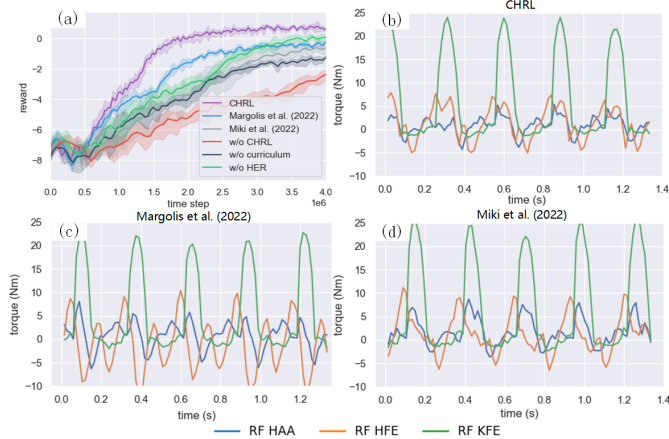 (a)
0
-2
-4
-6
-8
reward
CHRL
Margolis et al. (2022)
Miki et al. (2022)
w/o CHRL
w/o curriculum
w/o HER
0.0 0.5 1.0 1.5 2.0 2.5 3.0 3.5 4.0
time step
1e6
CHRL
(b)
25
20
15
10
5
0
-5
-10
torque (Nm)
0.0 0.2 0.4 0.6 0.8 1.0 1.2 1.4
time (s)
Margolis et al. (2022)
(c)
25
20
15
10
5
0
-5
-10
torque (Nm)
0.0 0.2 0.4 0.6 0.8 1.0 1.2
time (s)
Miki et al. (2022)
(d)
25
20
15
10
5
0
-5
-10
torque (Nm)
0.0 0.2 0.4 0.6 0.8 1.0 1.2 1.4
time (s)
RF HAA RF HFE RF KFE